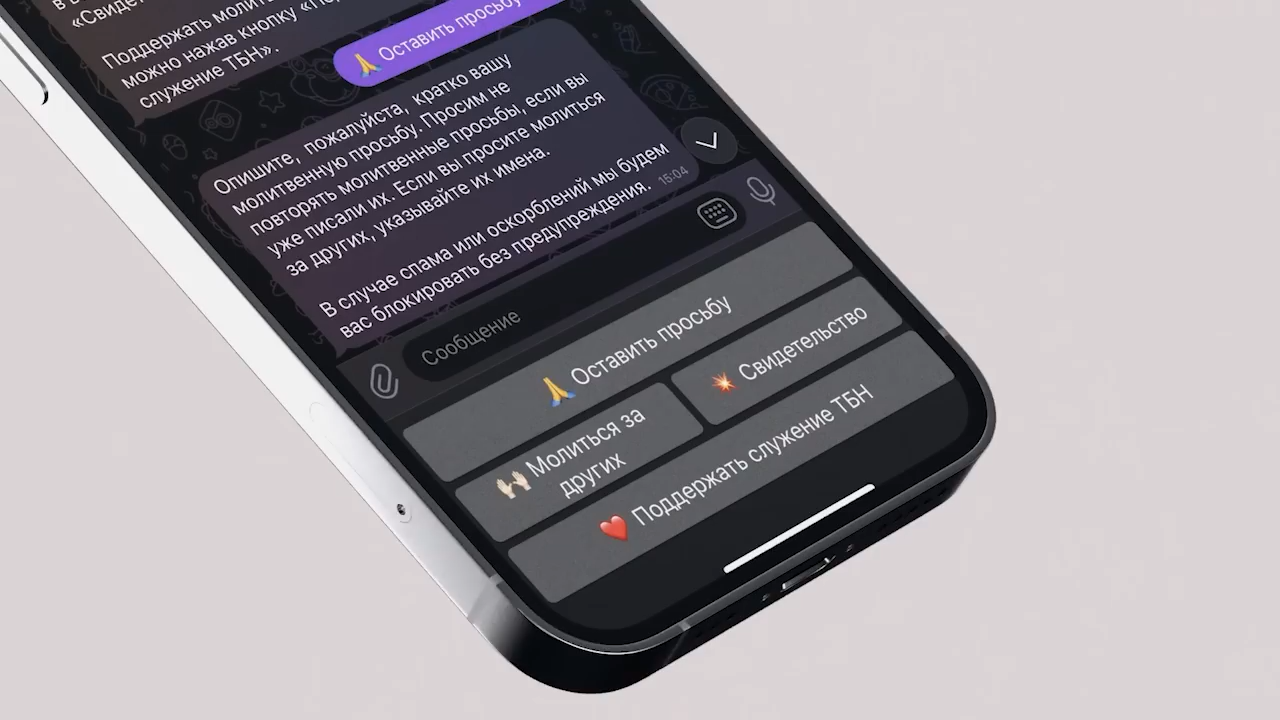 «Свидет
Поддержать молит
можно нажав кнопку «По
служение ТБН».
🙏 Оставить просьбу
Опишите, пожалуйста, кратко вашу
молитвенную просьбу. Просим не
повторять молитвенные просьбы, если вы
уже писали их. Если вы просите молиться
за других, указывайте их имена.
В случае спама или оскорблений мы будем
вас блокировать без предупреждения.
15:04
Сообщение
🙏 Оставить просьбу
🙌🏻 Молиться за
других
💥 Свидетельство
❤️ Поддержать служение ТБН